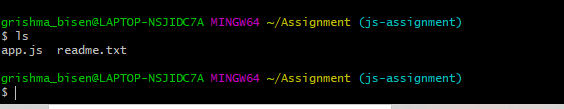 grishma_bisen@LAPTOP-NSJIDC7A MINGW64 ~/Assignment (js-assignment)
$ ls
app.js  readme.txt
grishma_bisen@LAPTOP-NSJIDC7A MINGW64 ~/Assignment (js-assignment)
$